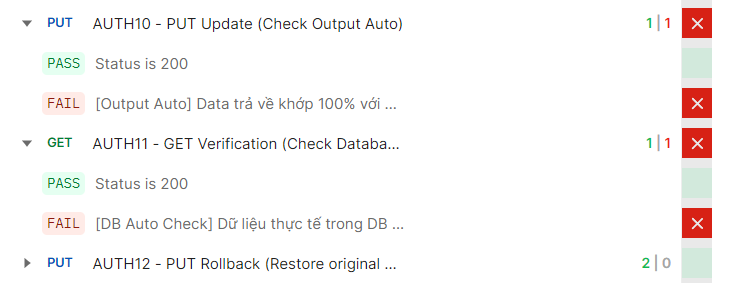 PUT AUTH10 - PUT Update (Check Output Auto) 1 | 1
PASS Status is 200
FAIL [Output Auto] Data trả về khớp 100% với ...
GET AUTH11 - GET Verification (Check Databa... 1 | 1
PASS Status is 200
FAIL [DB Auto Check] Dữ liệu thực tế trong DB ...
PUT AUTH12 - PUT Rollback (Restore original ... 2 | 0